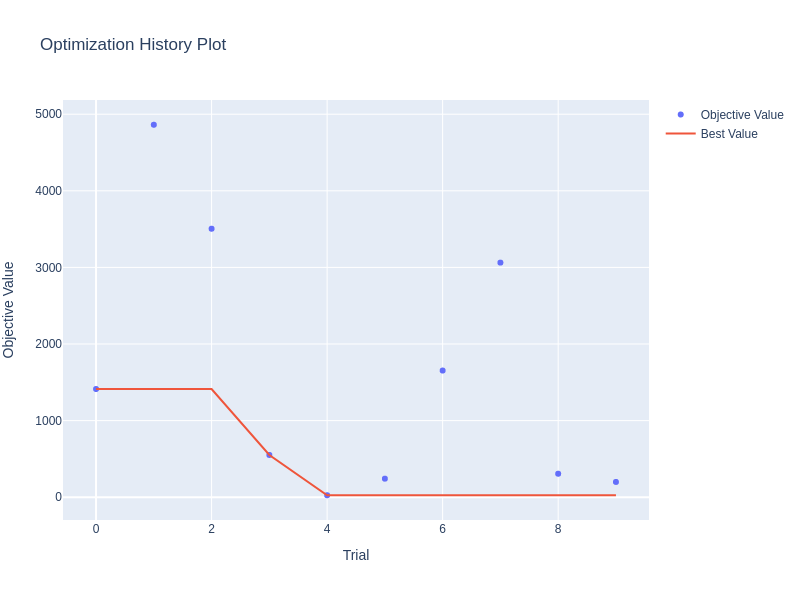 Optimization History Plot
Objective Value
Best Value
5000
4000
3000
2000
1000
0
Objective Value
0 2 4 6 8
Trial